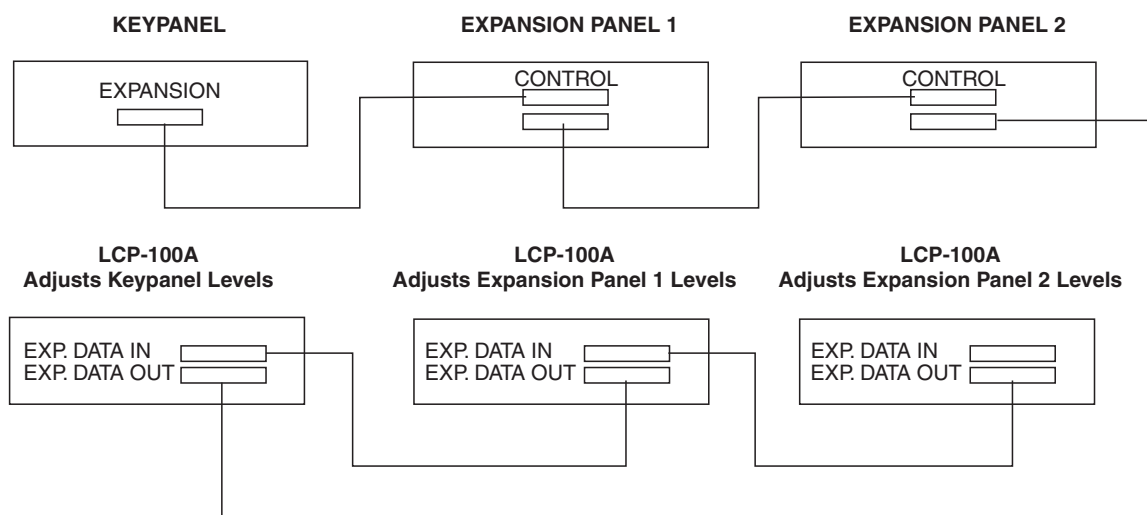 KEYPANEL
EXPANSION PANEL 1
EXPANSION PANEL 2
EXPANSION
CONTROL
CONTROL
LCP-100A
Adjusts Keypanel Levels
LCP-100A
Adjusts Expansion Panel 1 Levels
LCP-100A
Adjusts Expansion Panel 2 Levels
EXP. DATA IN
EXP. DATA OUT
EXP. DATA IN
EXP. DATA OUT
EXP. DATA IN
EXP. DATA OUT